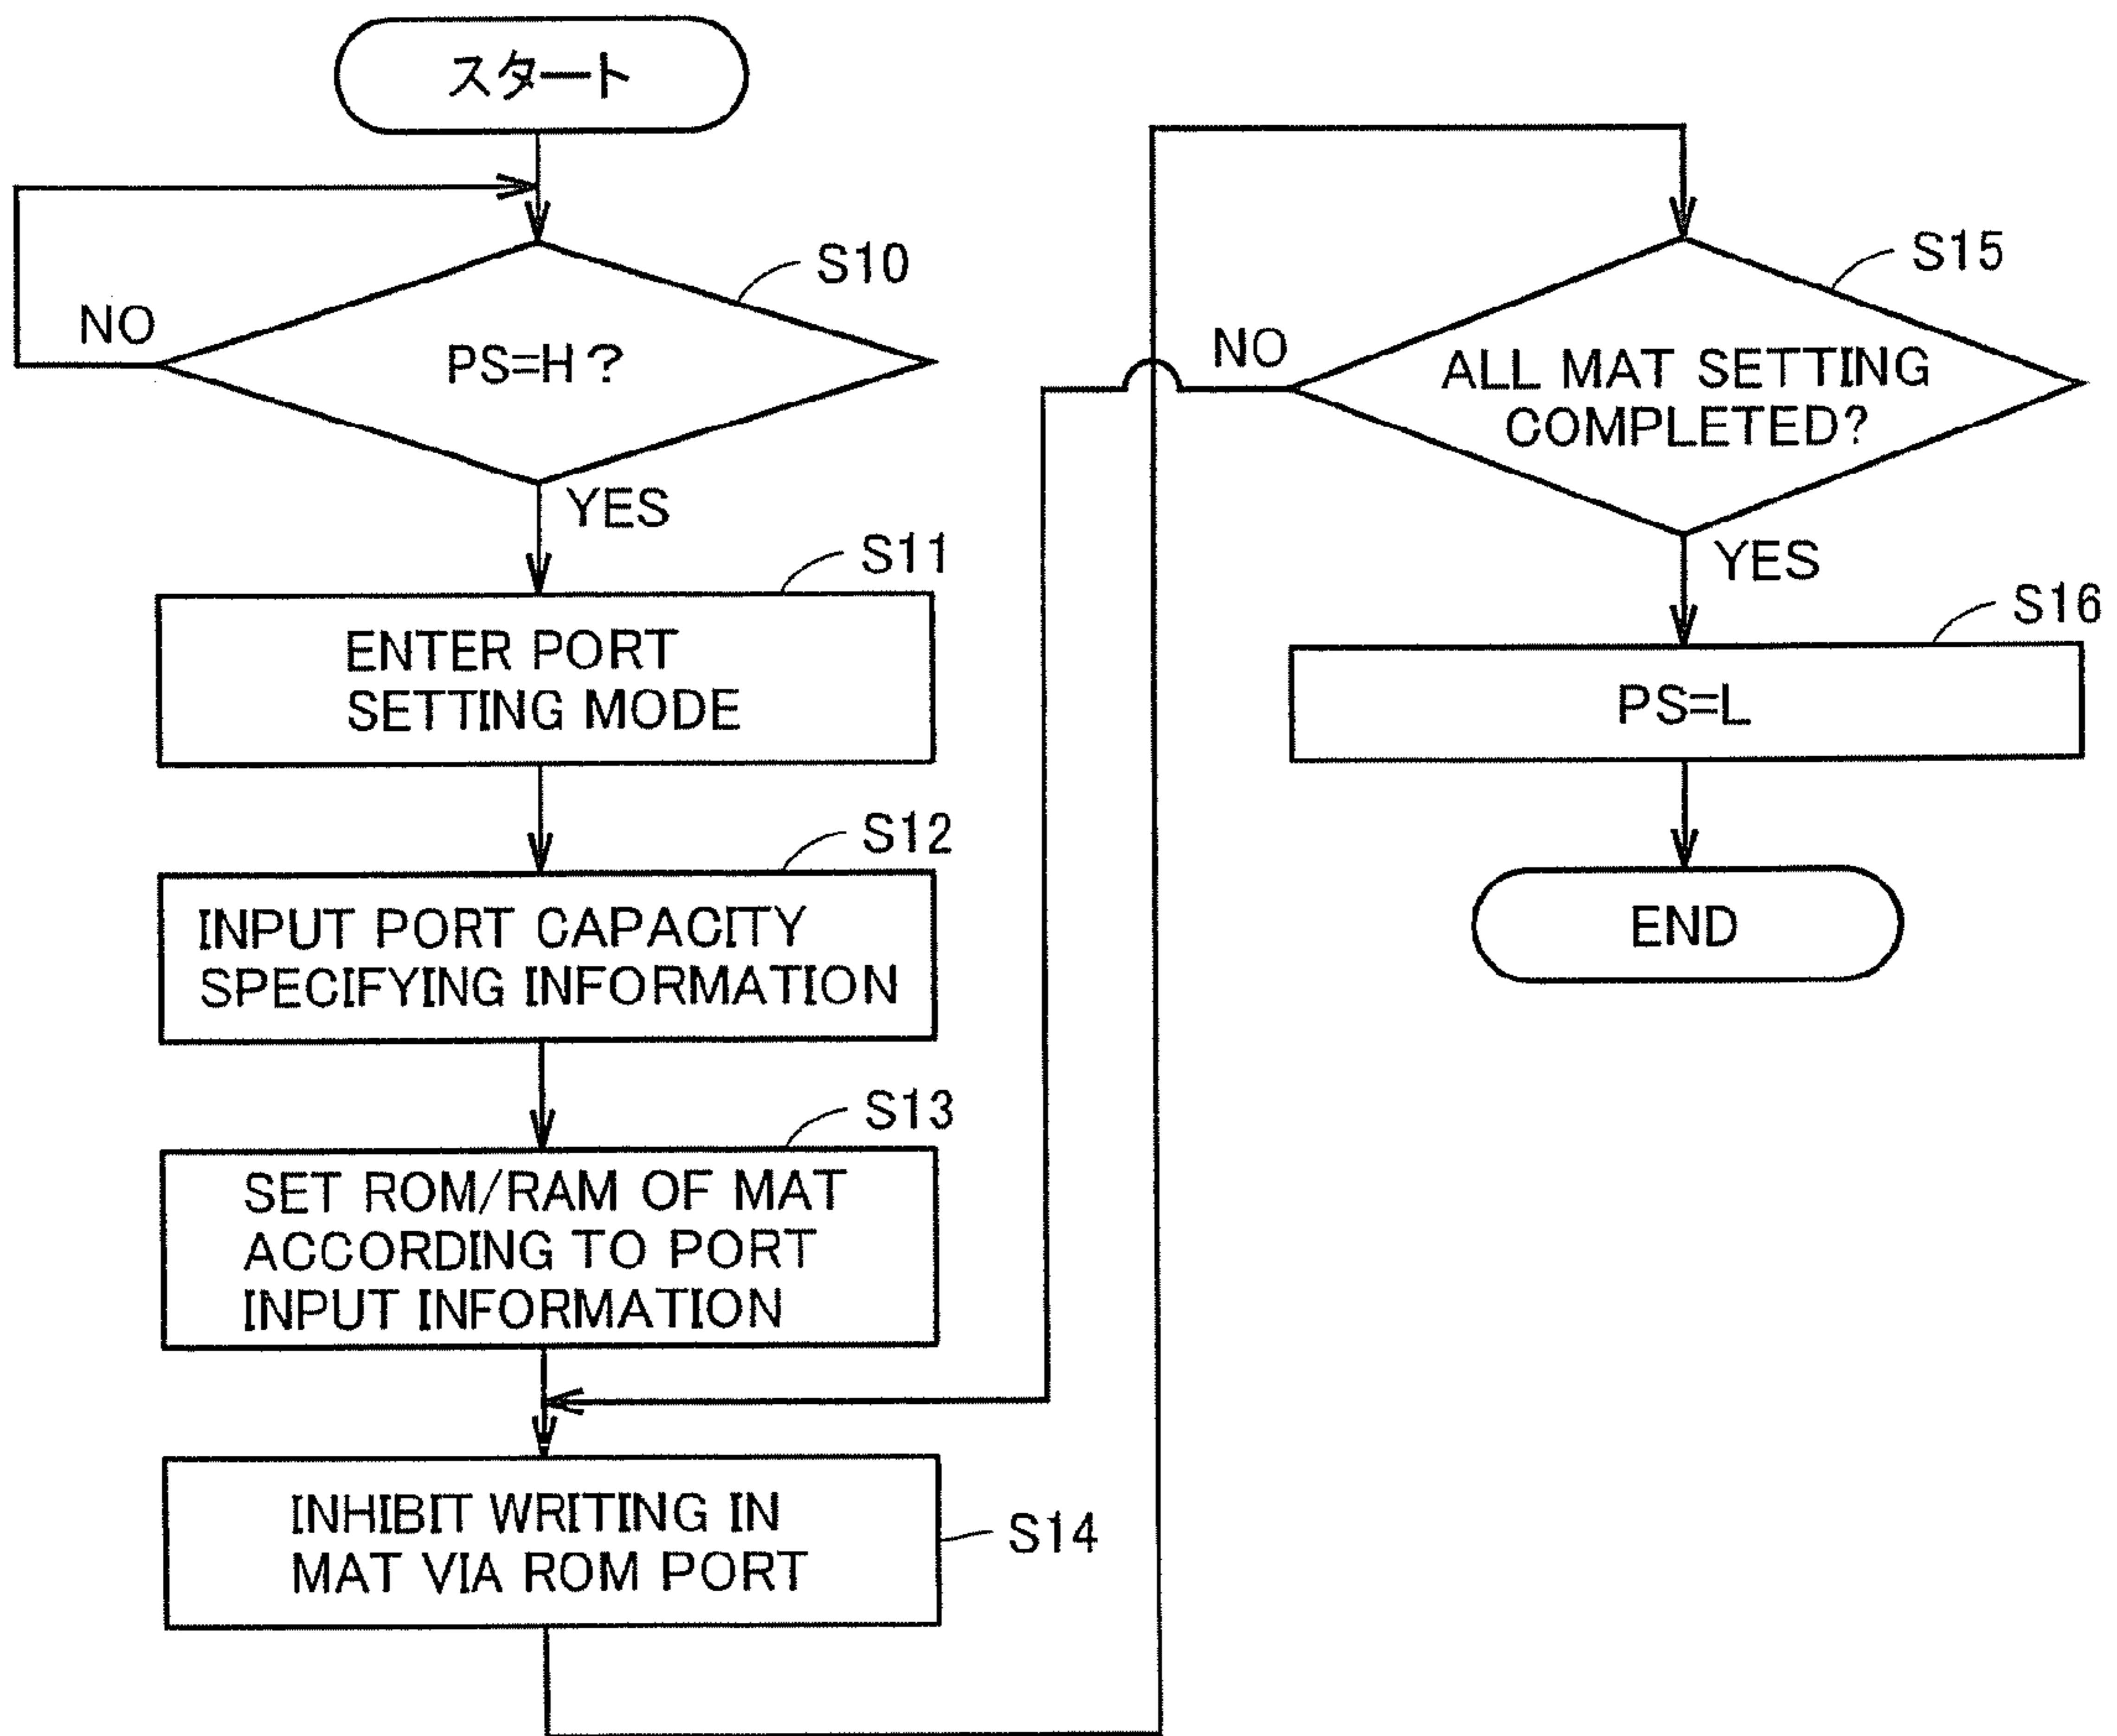 スタート
S10
NO
PS=H?
YES
S11
ENTER PORT
SETTING MODE
S12
INPUT PORT CAPACITY
SPECIFYING INFORMATION
S13
SET ROM/RAM OF MAT
ACCORDING TO PORT
INPUT INFORMATION
INHIBIT WRITING IN
MAT VIA ROM PORT
S14
S15
NO
ALL MAT SETTING
COMPLETED?
YES
S16
PS=L
END